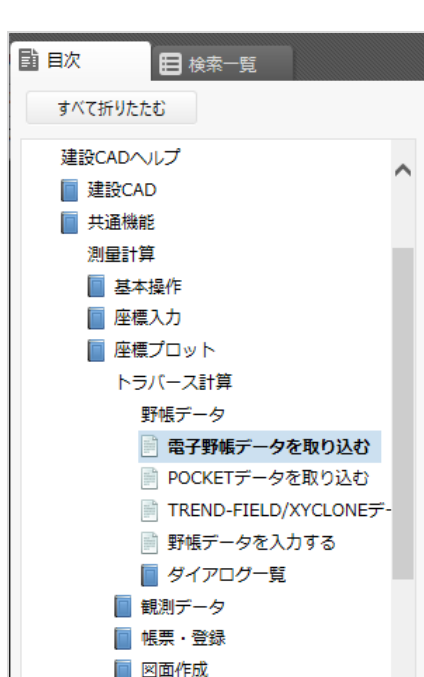 目次
検索一覧
すべて折りたたむ
建設CADヘルプ
建設CAD
共通機能
測量計算
基本操作
座標入力
座標プロット
トラバース計算
野帳データ
電子野帳データを取り込む
POCKETデータを取り込む
TREND-FIELD/XYCLONEデ-
野帳データを入力する
ダイアログ一覧
観測データ
帳票・登録
図面作成